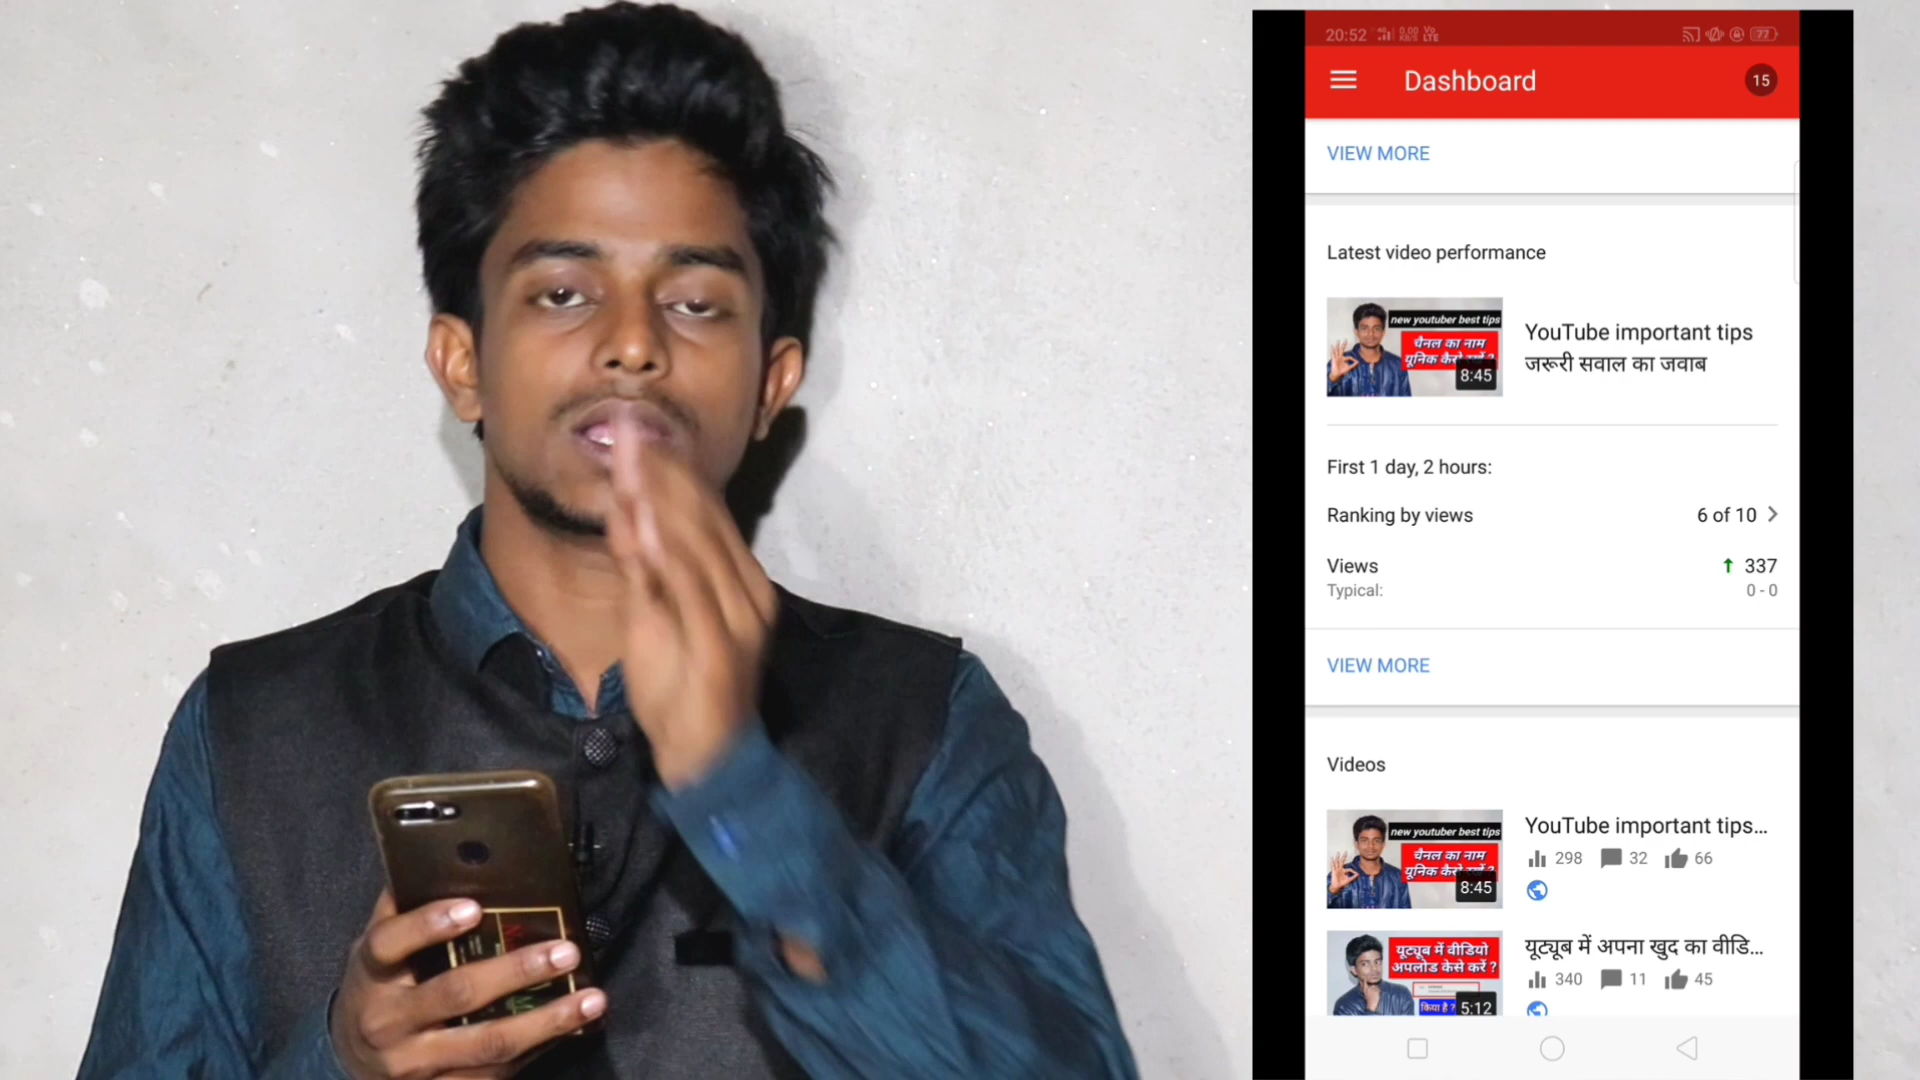 20:52
77
Dashboard
15
VIEW MORE
Latest video performance
new youtuber best tips
चैनल का नाम
8:45
YouTube important tips
जरूरी सवाल का जवाब
First 1 day, 2 hours:
Ranking by views
6 of 10
Views
337
Typical:
0 - 0
VIEW MORE
Videos
new youtuber best tips
चैनल का नाम
8:45
YouTube important tips...
298 32 66
यूट्यूब में वीडियो
अपलोड केसे करें ?
किया है ?
5:12
यूट्यूब में अपना खुद का वीडि...
340 11 45